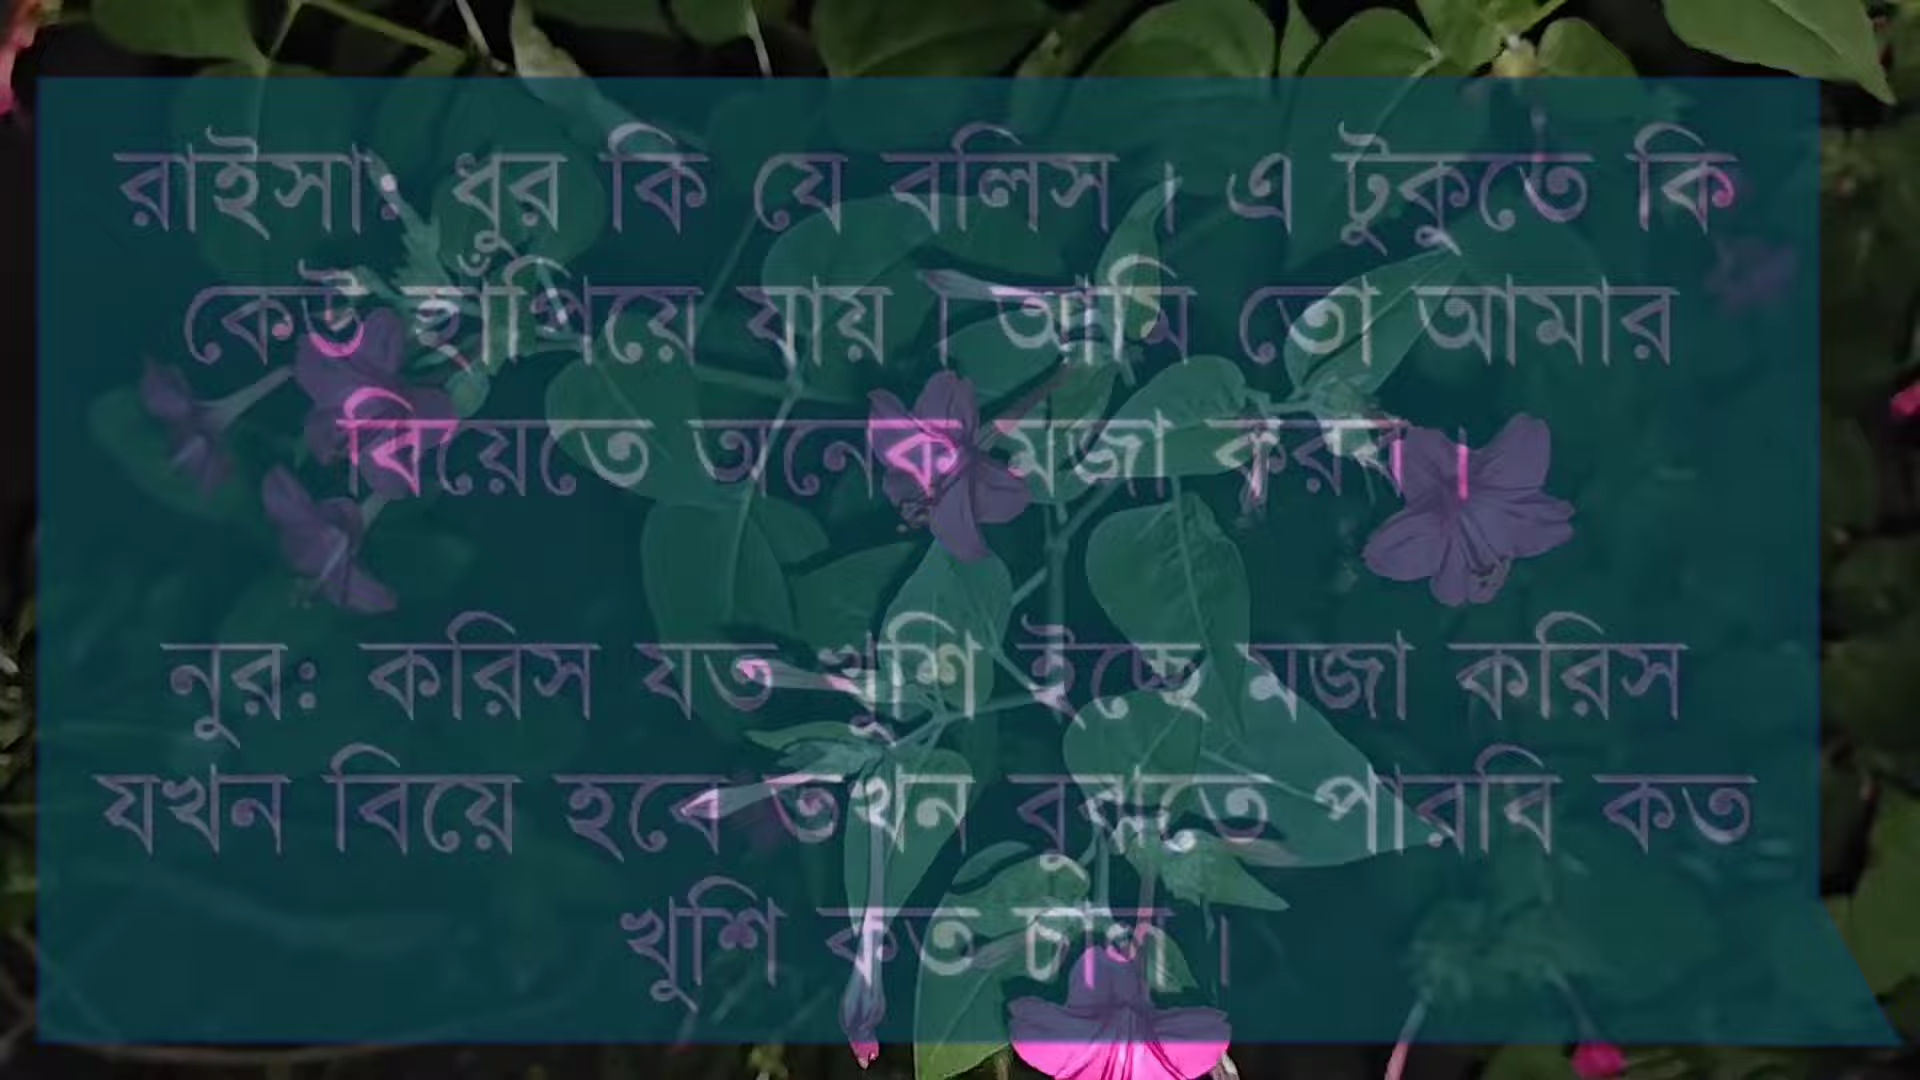 রাইসাঃ ধুর কি যে বলিস । এ টুকুতে কি
কেউ হাঁপিয়ে যায় । আমি তো আমার
বিয়েতে অনেক মজা করব ।
নুরঃ করিস যত খুশি ইচ্ছে মজা করিস
যখন বিয়ে হবে তখন বুঝতে পারবি কত
খুশি কত চাল ।